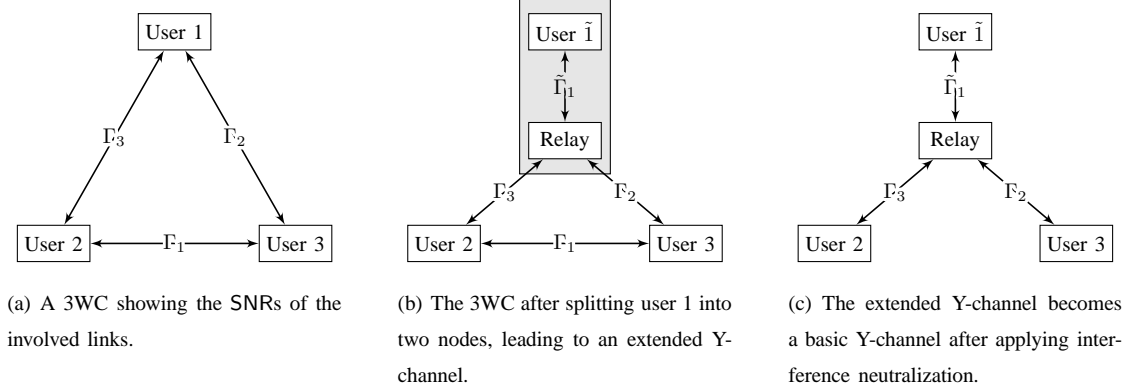 User 1
Γ3
Γ2
User 2
Γ1
User 3
(a) A 3WC showing the SNRs of the
involved links.
User 1̃
Γ̃1
Relay
Γ3
Γ2
User 2
Γ1
User 3
(b) The 3WC after splitting user 1 into
two nodes, leading to an extended Y-
channel.
User 1̃
Γ̃1
Relay
Γ3
Γ2
User 2
User 3
(c) The extended Y-channel becomes
a basic Y-channel after applying inter-
ference neutralization.